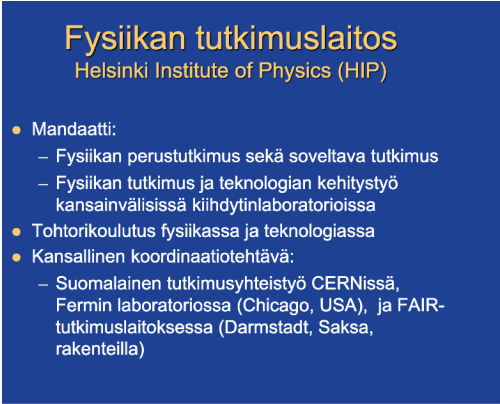 Fysiikan tutkimuslaitos
Helsinki Institute of Physics (HIP)
● Mandaatti:
– Fysiikan perustutkimus sekä soveltava tutkimus
– Fysiikan tutkimus ja teknologian kehitystyö
kansainvälisissä kiihdytinlaboratorioissa
● Tohtorikoulutus fysiikassa ja teknologiassa
● Kansallinen koordinaatiotehtävä:
– Suomalainen tutkimusyhteistyö CERNissä,
Fermin laboratoriossa (Chicago, USA), ja FAIR-
tutkimuslaitoksessa (Darmstadt, Saksa,
rakenteilla)